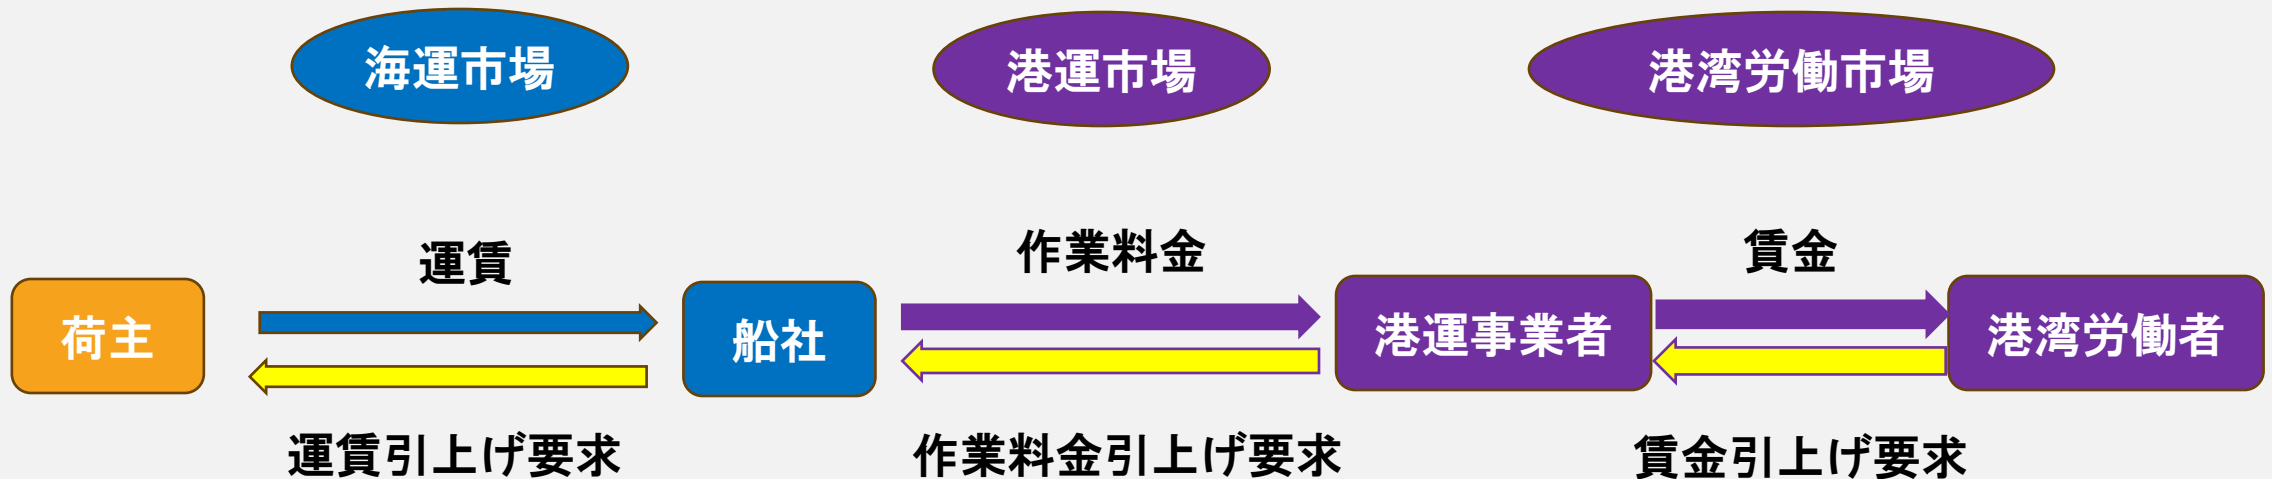 海運市場
港運市場
港湾労働市場
運賃
作業料金
賃金
荷主
船社
港運事業者
港湾労働者
運賃引上げ要求
作業料金引上げ要求
賃金引上げ要求